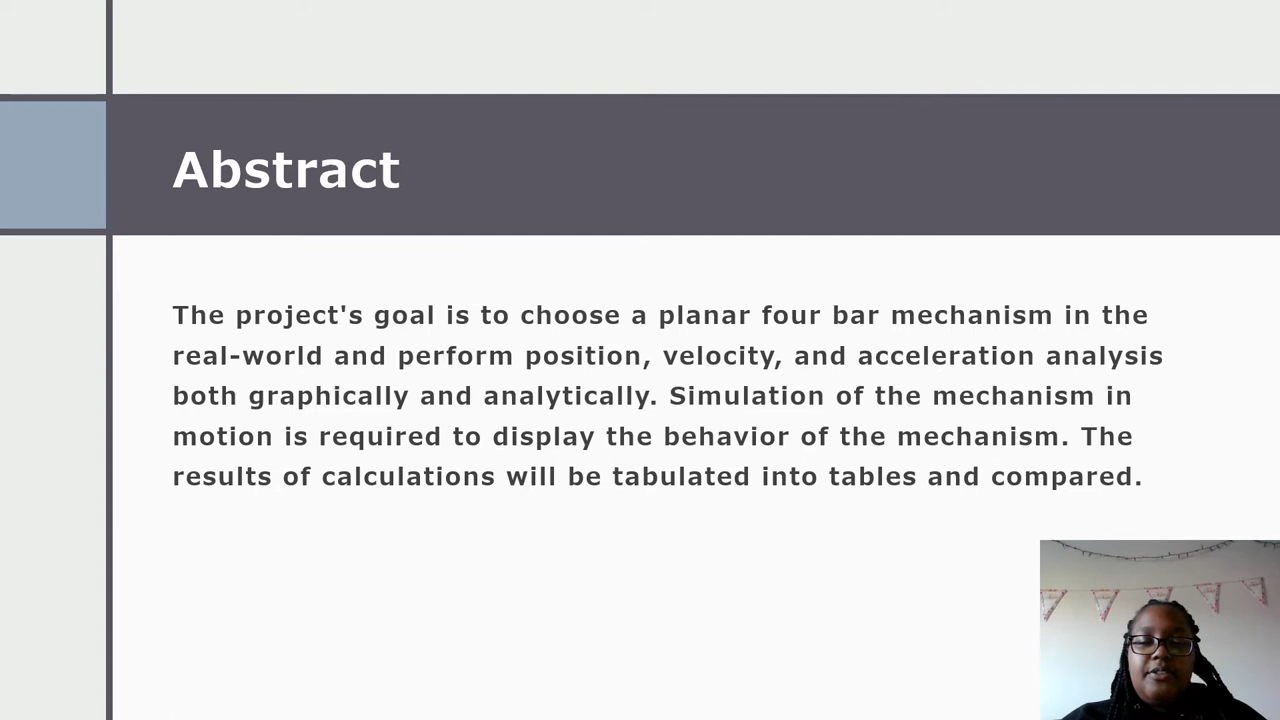 Abstract
The project's goal is to choose a planar four bar mechanism in the
real-world and perform position, velocity, and acceleration analysis
both graphically and analytically. Simulation of the mechanism in
motion is required to display the behavior of the mechanism. The
results of calculations will be tabulated into tables and compared.